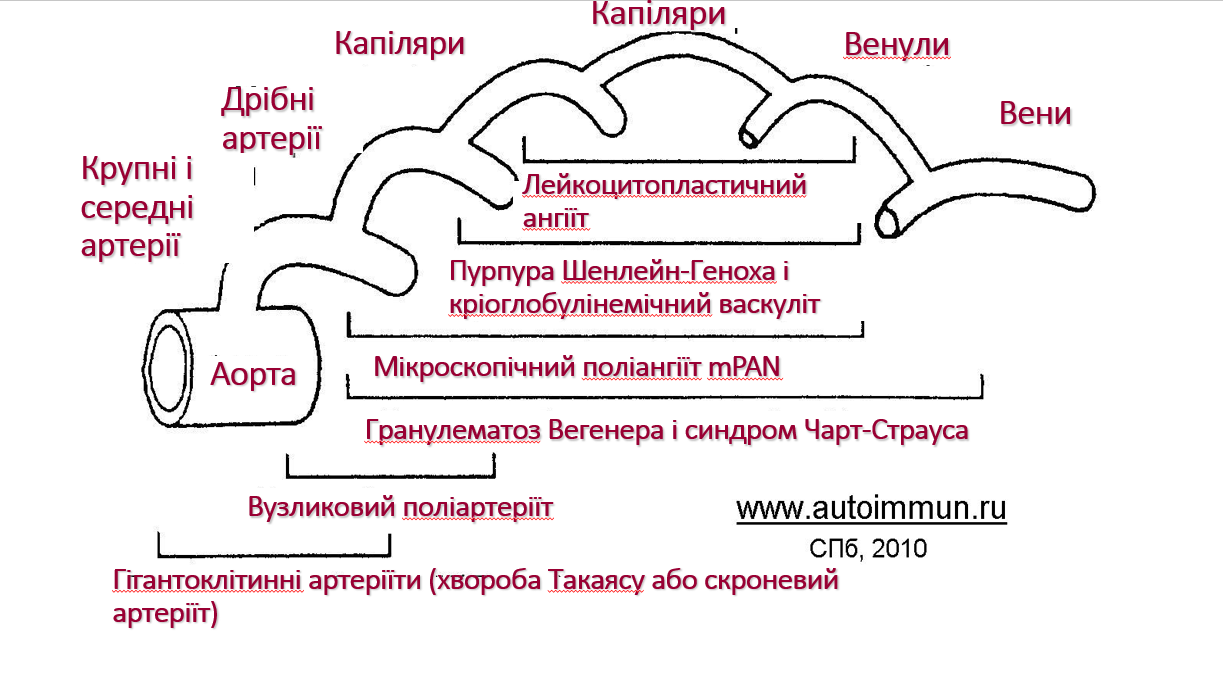 Капіляри
Капіляри
Венули
Дрібні
артерії
Вени
Крупні і
середні
артерії
Лейкоцитопластичний
ангіїт
Пурпура Шенлейн-Геноха і
кріоглобулінемічний васкуліт
Аорта
Мікроскопічний поліангіїт mPAN
Гранулематоз Вегенера і синдром Чарт-Страуса
Вузликовий поліартеріїт
www.autoimmun.ru
СПб, 2010
Гітантоклітинні артеріїти (хвороба Такаясу або скроневий
артеріїт)